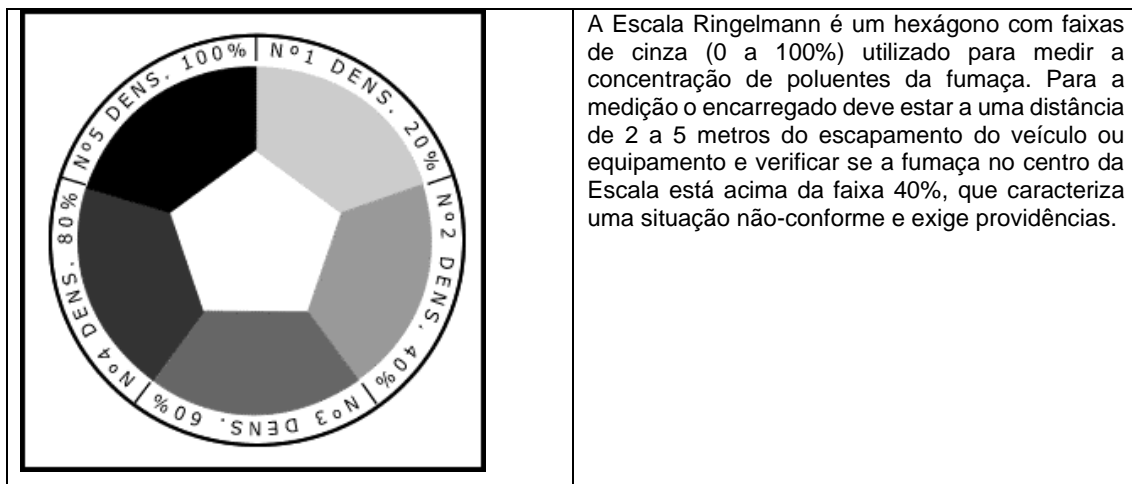 Nº1 DENS. 20%
Nº2 DENS. 40%
Nº3 DENS. 60%
Nº4 DENS. 80%
Nº5 DENS. 100%
A Escala Ringelmann é um hexágono com faixas
de cinza (0 a 100%) utilizado para medir a
concentração de poluentes da fumaça. Para a
medição o encarregado deve estar a uma distância
de 2 a 5 metros do escapamento do veículo ou
equipamento e verificar se a fumaça no centro da
Escala está acima da faixa 40%, que caracteriza
uma situação não-conforme e exige providências.